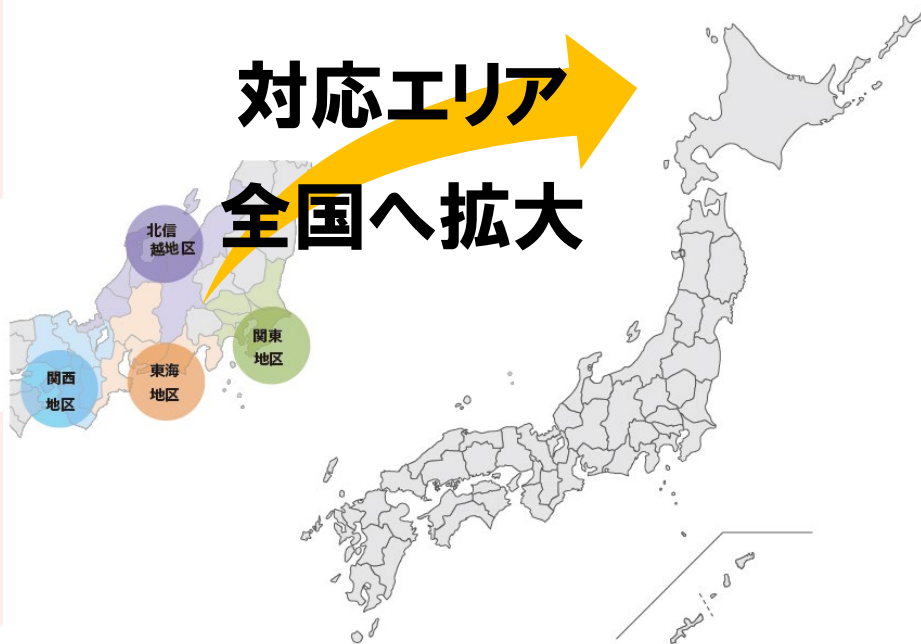 対応エリア
全国へ拡大
北信
越地区
関東
地区
東海
地区
関西
地区